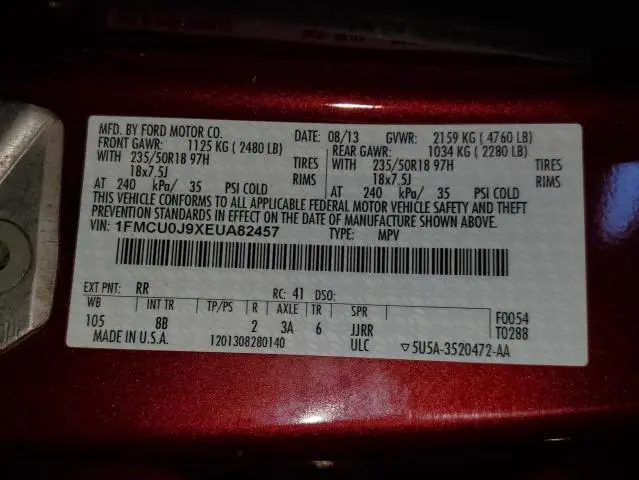 MFD. BY FORD MOTOR CO. DATE: 08/13 GVWR: 2159 KG ( 4760 LB)
FRONT GAWR: 1125 KG ( 2480 LB) REAR GAWR: 1034 KG ( 2280 LB)
WITH 235/50R18 97H TIRES WITH 235/50R18 97H TIRES
18x7.5J RIMS 18x7.5J RIMS
AT 240 kPa/ 35 PSI COLD AT 240 kPa/ 35 PSI COLD
THIS VEHICLE CONFORMS TO ALL APPLICABLE FEDERAL MOTOR VEHICLE SAFETY AND THEFT
PREVENTION STANDARDS IN EFFECT ON THE DATE OF MANUFACTURE SHOWN ABOVE.
VIN: 1FMCU0J9XEUA82457 TYPE: MPV
EXT PNT: RR RC: 41 DSO:
WB INT TR TP/PS R AXLE TR SPR F0054
105 8B 2 3A 6 JJRR T0288
MADE IN U.S.A. 1201308280140 ULC ▽5U5A-3520472-AA